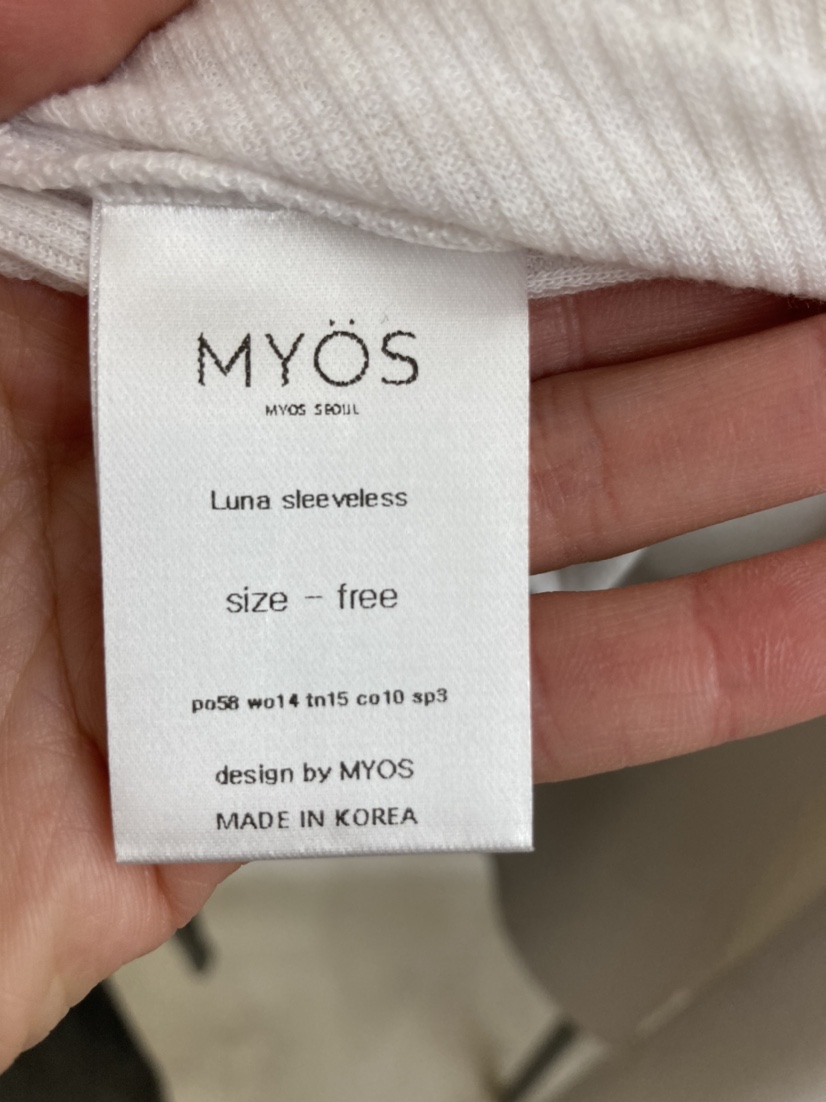 MYÖS
MYOS SEOUL
Luna sleeveless
size - free
po58 wo14 tn15 co10 sp3
design by MYOS
MADE IN KOREA